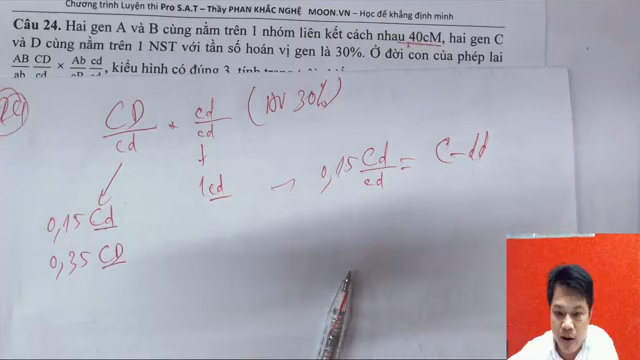 Chương trình Luyện thi Pro S.A.T – Thầy PHAN KHẮC NGHỆ MOON.VN – Học để khẳng định mình
Câu 24. Hai gen A và B cùng nằm trên 1 nhóm liên kết cách nhau 40cM, hai gen C
và D cùng nằm trên 1 NST với tần số hoán vị gen là 30%. Ở đời con của phép lai
AB CD × Ab cd
ab cd aB cd, kiểu hình có đúng 3
CD/cd × cd/cd (HV 30%)
1cd → 0,15 Cd/cd = C-dd
0,15 Cd
0,35 CD